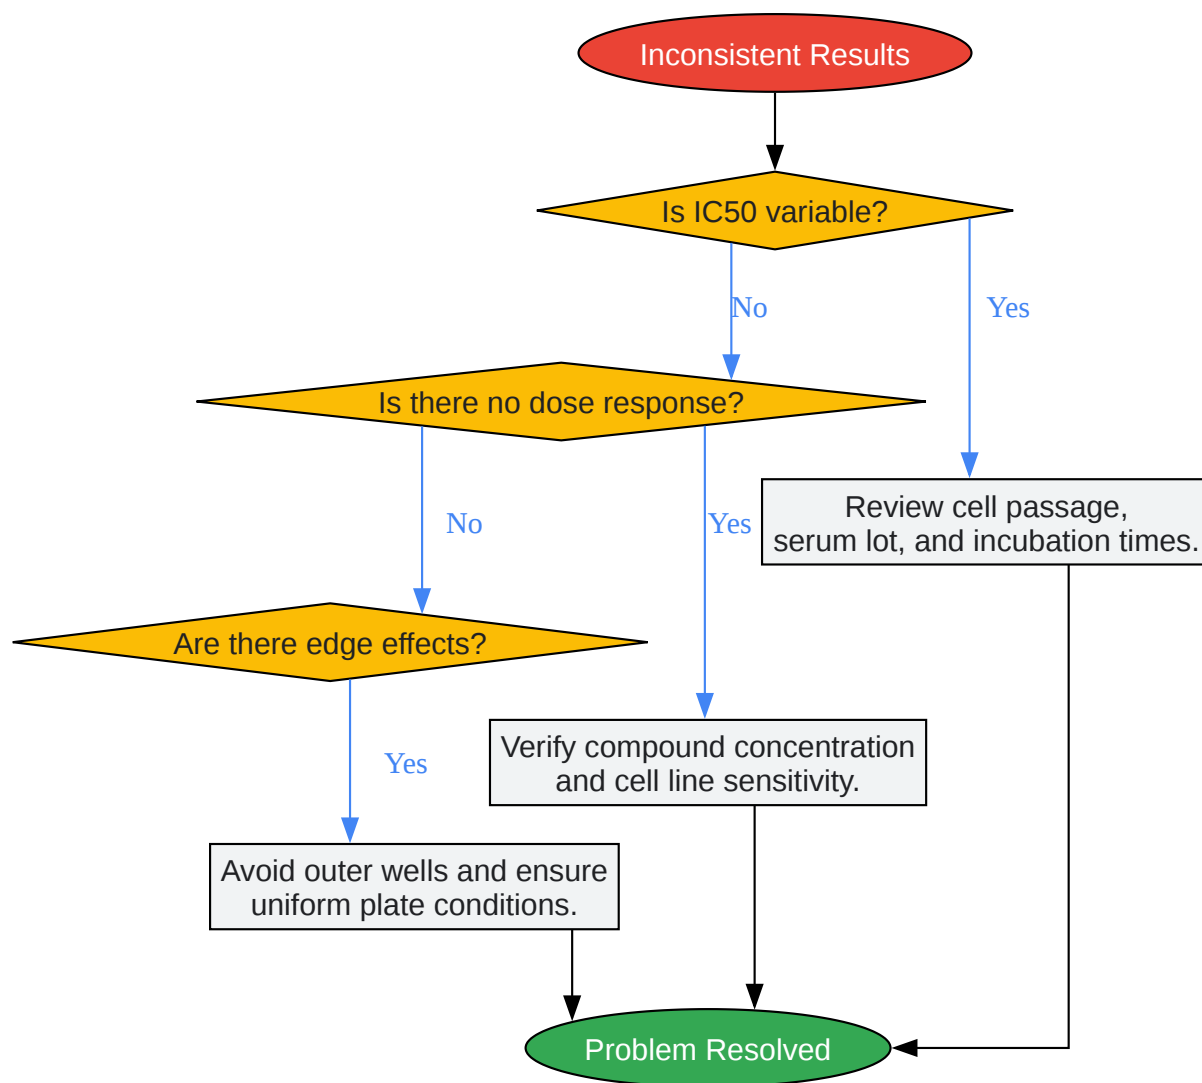 Inconsistent Results
Is IC50 variable?
No
Yes
Is there no dose response?
No
Yes
Review cell passage,
serum lot, and incubation times.
Are there edge effects?
Yes
Verify compound concentration
and cell line sensitivity.
Avoid outer wells and ensure
uniform plate conditions.
Problem Resolved